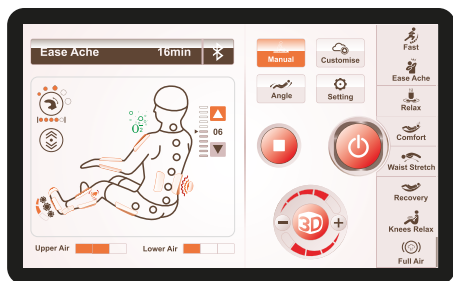 Ease Ache 16min
Manual
Customise
Angle
Setting
O2
06
3D
Upper Air
Lower Air
Fast
Ease Ache
Relax
Comfort
Waist Stretch
Recovery
Knees Relax
Full Air